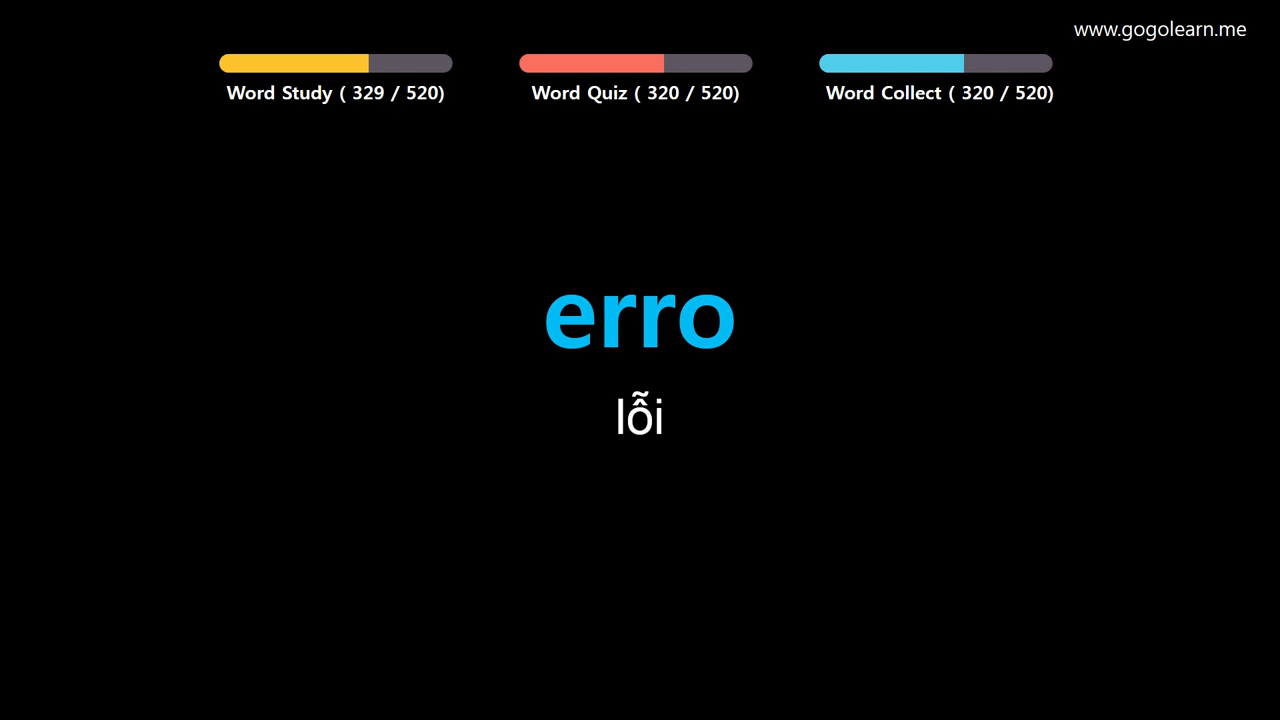 www.gogolearn.me
Word Study ( 329 / 520)
Word Quiz ( 320 / 520)
Word Collect ( 320 / 520)
erro
lỗi